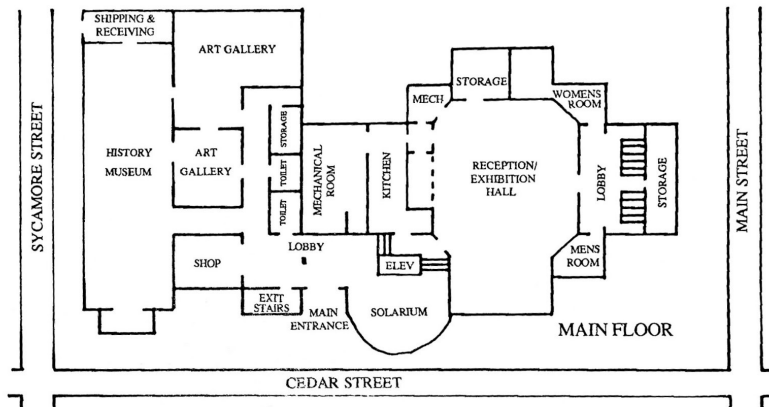 SHIPPING &
RECEIVING
ART GALLERY
STORAGE
MECH
WOMENS
ROOM
SYCAMORE STREET
HISTORY
MUSEUM
ART
GALLERY
STORAGE
TOILET
TOILET
MECHANICAL
ROOM
KITCHEN
RECEPTION/
EXHIBITION
HALL
LOBBY
STORAGE
MAIN STREET
LOBBY
SHOP
ELEV
MENS
ROOM
EXIT
STAIRS
MAIN
ENTRANCE
SOLARIUM
MAIN FLOOR
CEDAR STREET